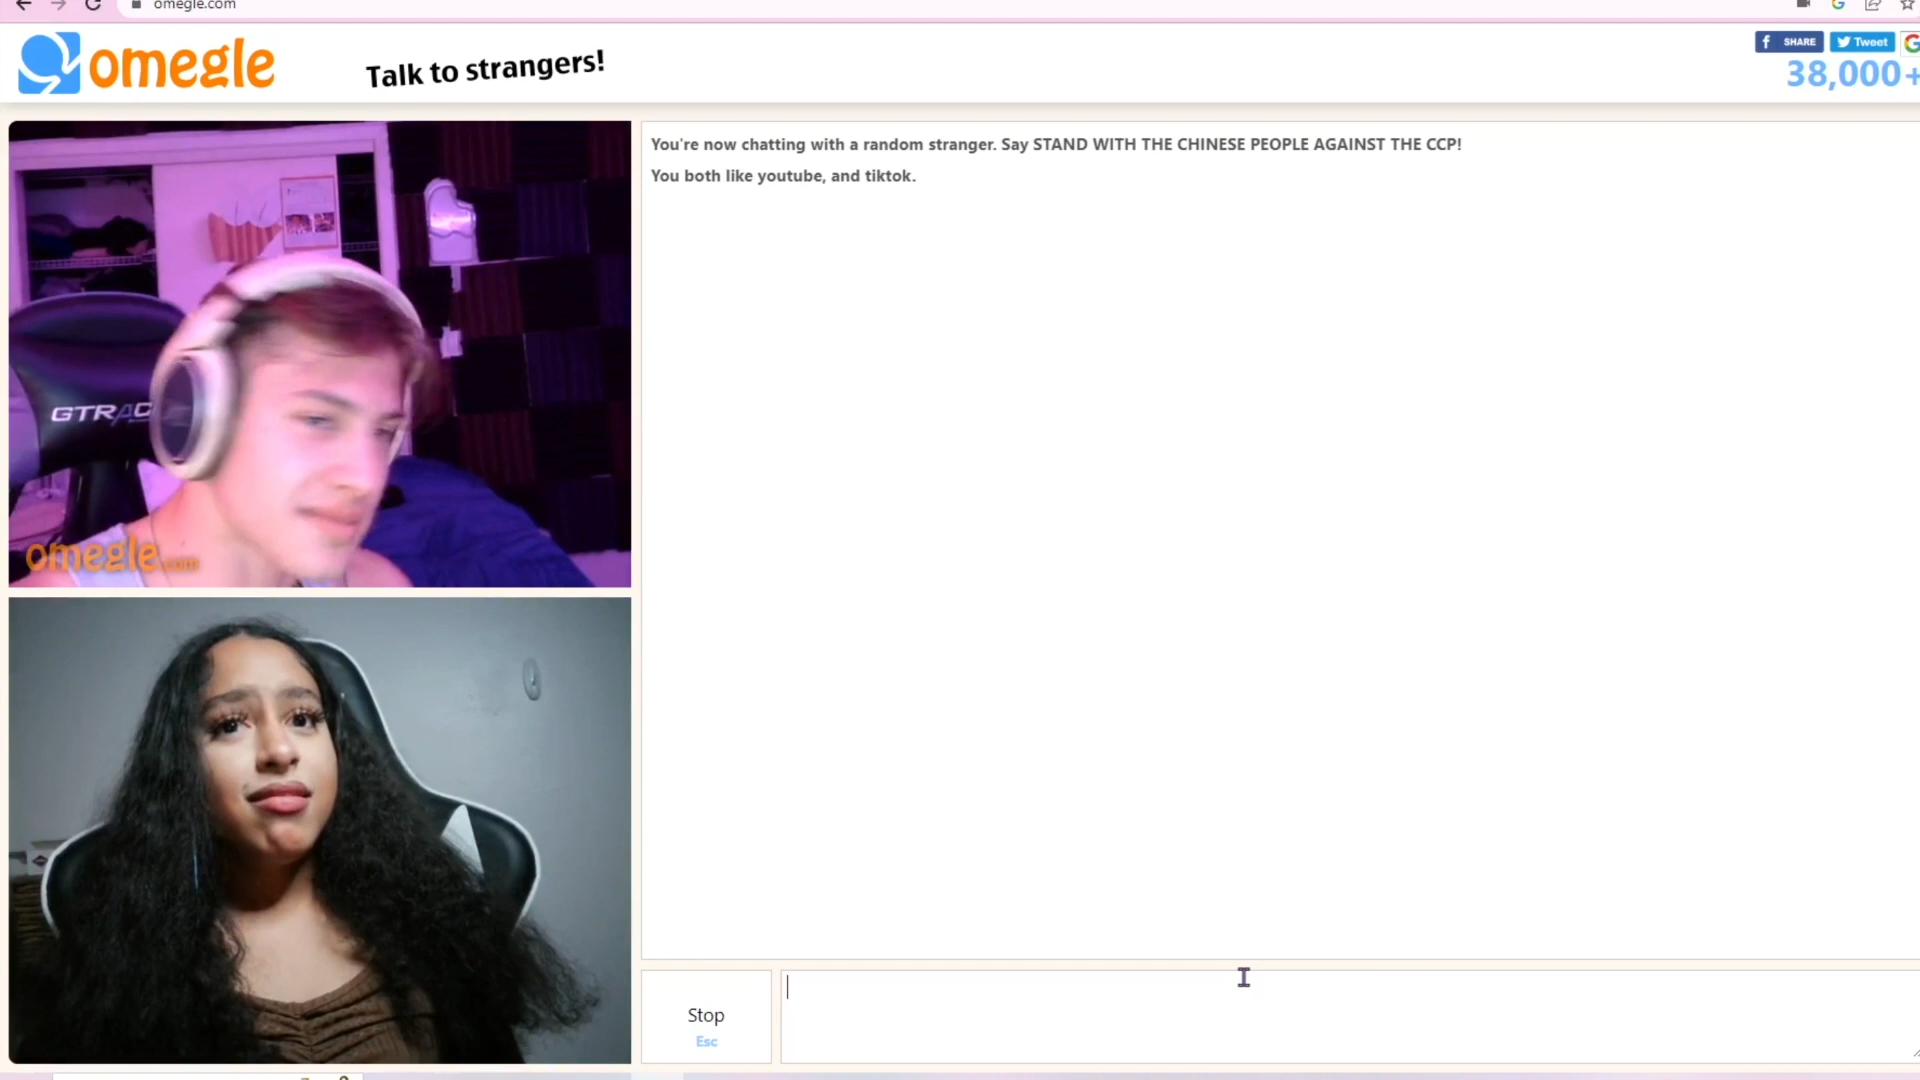 omegle.com
omegle
Talk to strangers!
SHARE
Tweet
38,000+
You're now chatting with a random stranger. Say STAND WITH THE CHINESE PEOPLE AGAINST THE CCP!
You both like youtube, and tiktok.
GTRAC
omegle.com
Stop
Esc